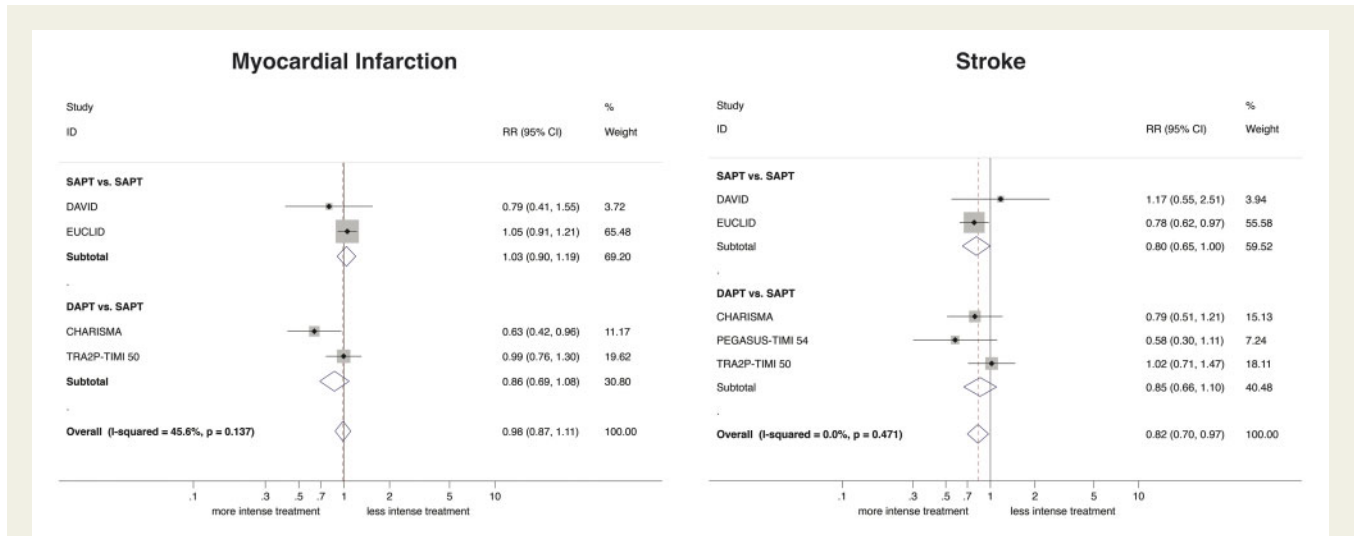 Myocardial Infarction
Study %
ID RR (95% CI) Weight
SAPT vs. SAPT
DAVID 0.79 (0.41, 1.55) 3.72
EUCLID 1.05 (0.91, 1.21) 65.48
Subtotal 1.03 (0.90, 1.19) 69.20
.
DAPT vs. SAPT
CHARISMA 0.63 (0.42, 0.96) 11.17
TRA2P-TIMI 50 0.99 (0.76, 1.30) 19.62
Subtotal 0.86 (0.69, 1.08) 30.80
.
Overall (I-squared = 45.6%, p = 0.137) 0.98 (0.87, 1.11) 100.00
.1 .3 .5 .7 1 2 5 10
more intense treatment less intense treatment
Stroke
Study %
ID RR (95% CI) Weight
SAPT vs. SAPT
DAVID 1.17 (0.55, 2.51) 3.94
EUCLID 0.78 (0.62, 0.97) 55.58
Subtotal 0.80 (0.65, 1.00) 59.52
.
DAPT vs. SAPT
CHARISMA 0.79 (0.51, 1.21) 15.13
PEGASUS-TIMI 54 0.58 (0.30, 1.11) 7.24
TRA2P-TIMI 50 1.02 (0.71, 1.47) 18.11
Subtotal 0.85 (0.66, 1.10) 40.48
.
Overall (I-squared = 0.0%, p = 0.471) 0.82 (0.70, 0.97) 100.00
.1 .3 .5 .7 1 2 5 10
more intense treatment less intense treatment